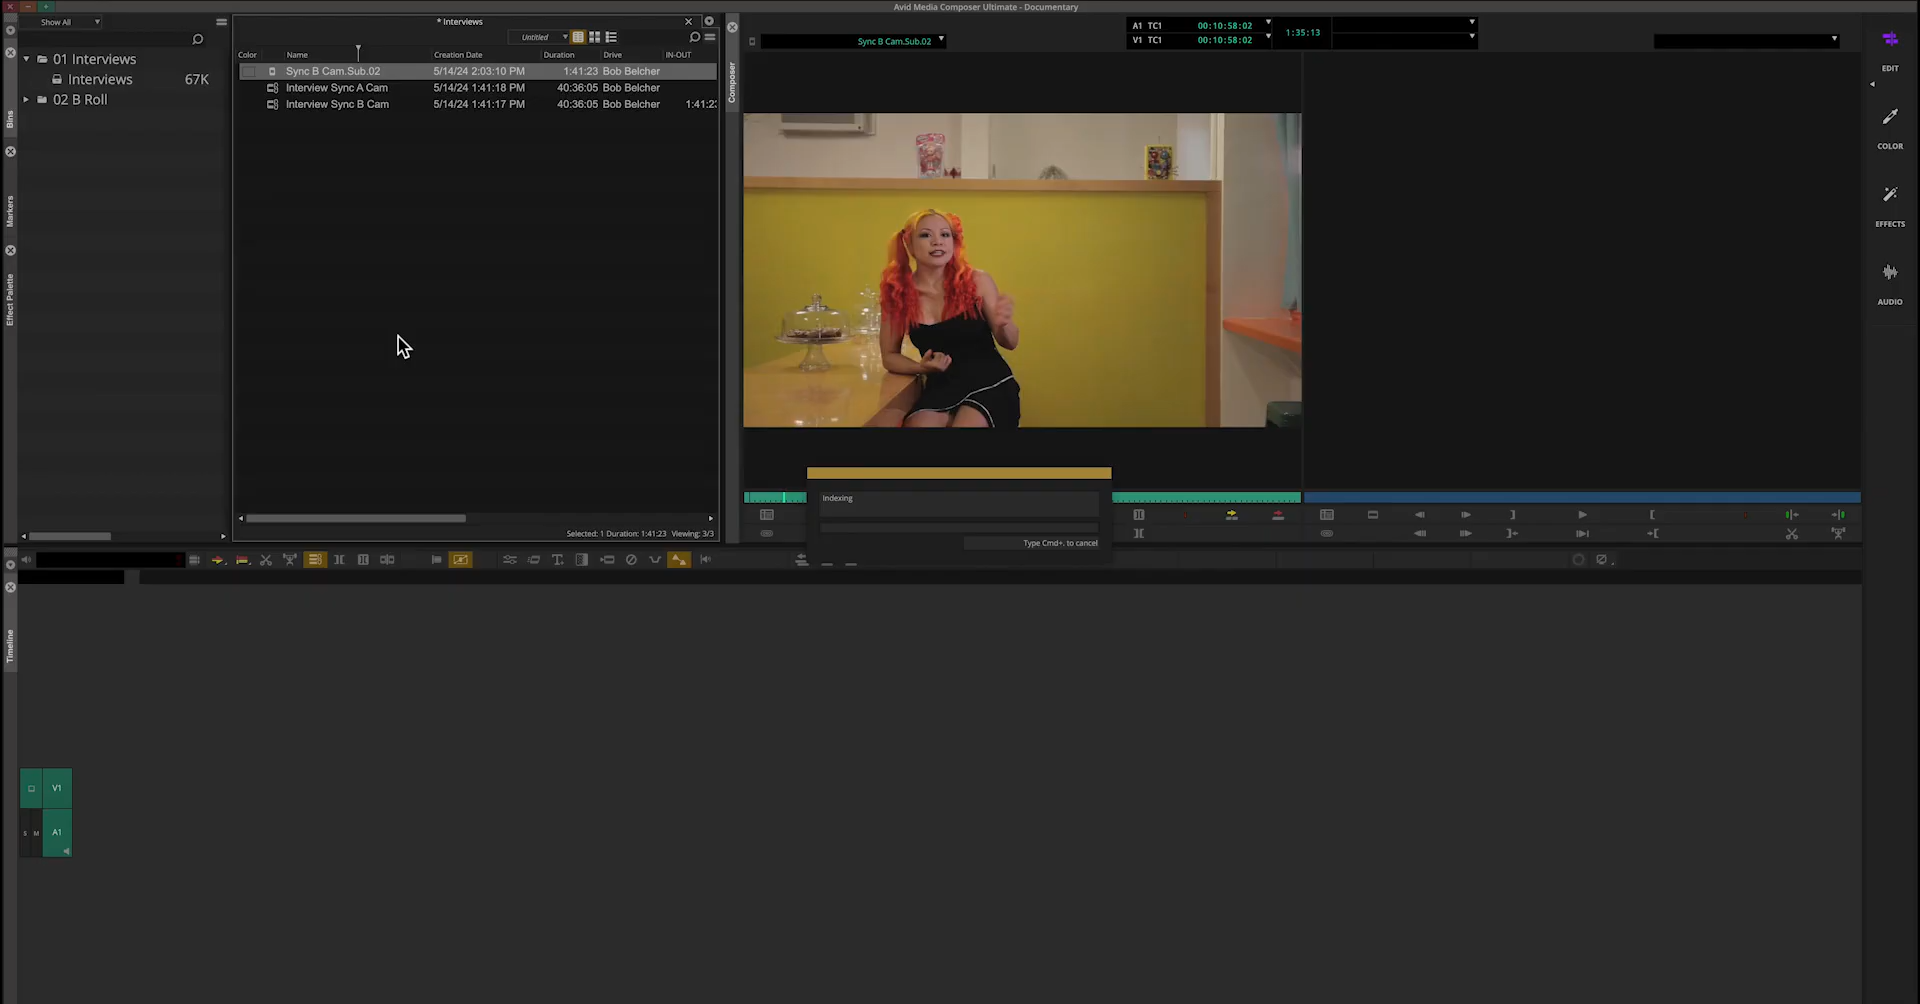 Avid Media Composer Ultimate - Documentary
Show All
01 Interviews
Interviews 67K
02 B Roll
Bins
Markers
Effect Palette
* Interviews
Untitled
Color Name Creation Date Duration Drive IN-OUT
Sync B Cam.Sub.02 5/14/24 2:03:10 PM 1:41:23 Bob Belcher
Interview Sync A Cam 5/14/24 1:41:18 PM 40:36:05 Bob Belcher
Interview Sync B Cam 5/14/24 1:41:17 PM 40:36:05 Bob Belcher 1:41:23
Selected: 1 Duration: 1:41:23 Viewing: 3/3
Composer
Sync B Cam.Sub.02
A1 TC1 00:10:58:02
V1 TC1 00:10:58:02
1:35:13
Indexing
Type Cmd+. to cancel
EDIT
COLOR
EFFECTS
AUDIO
Timeline
V1
S M A1